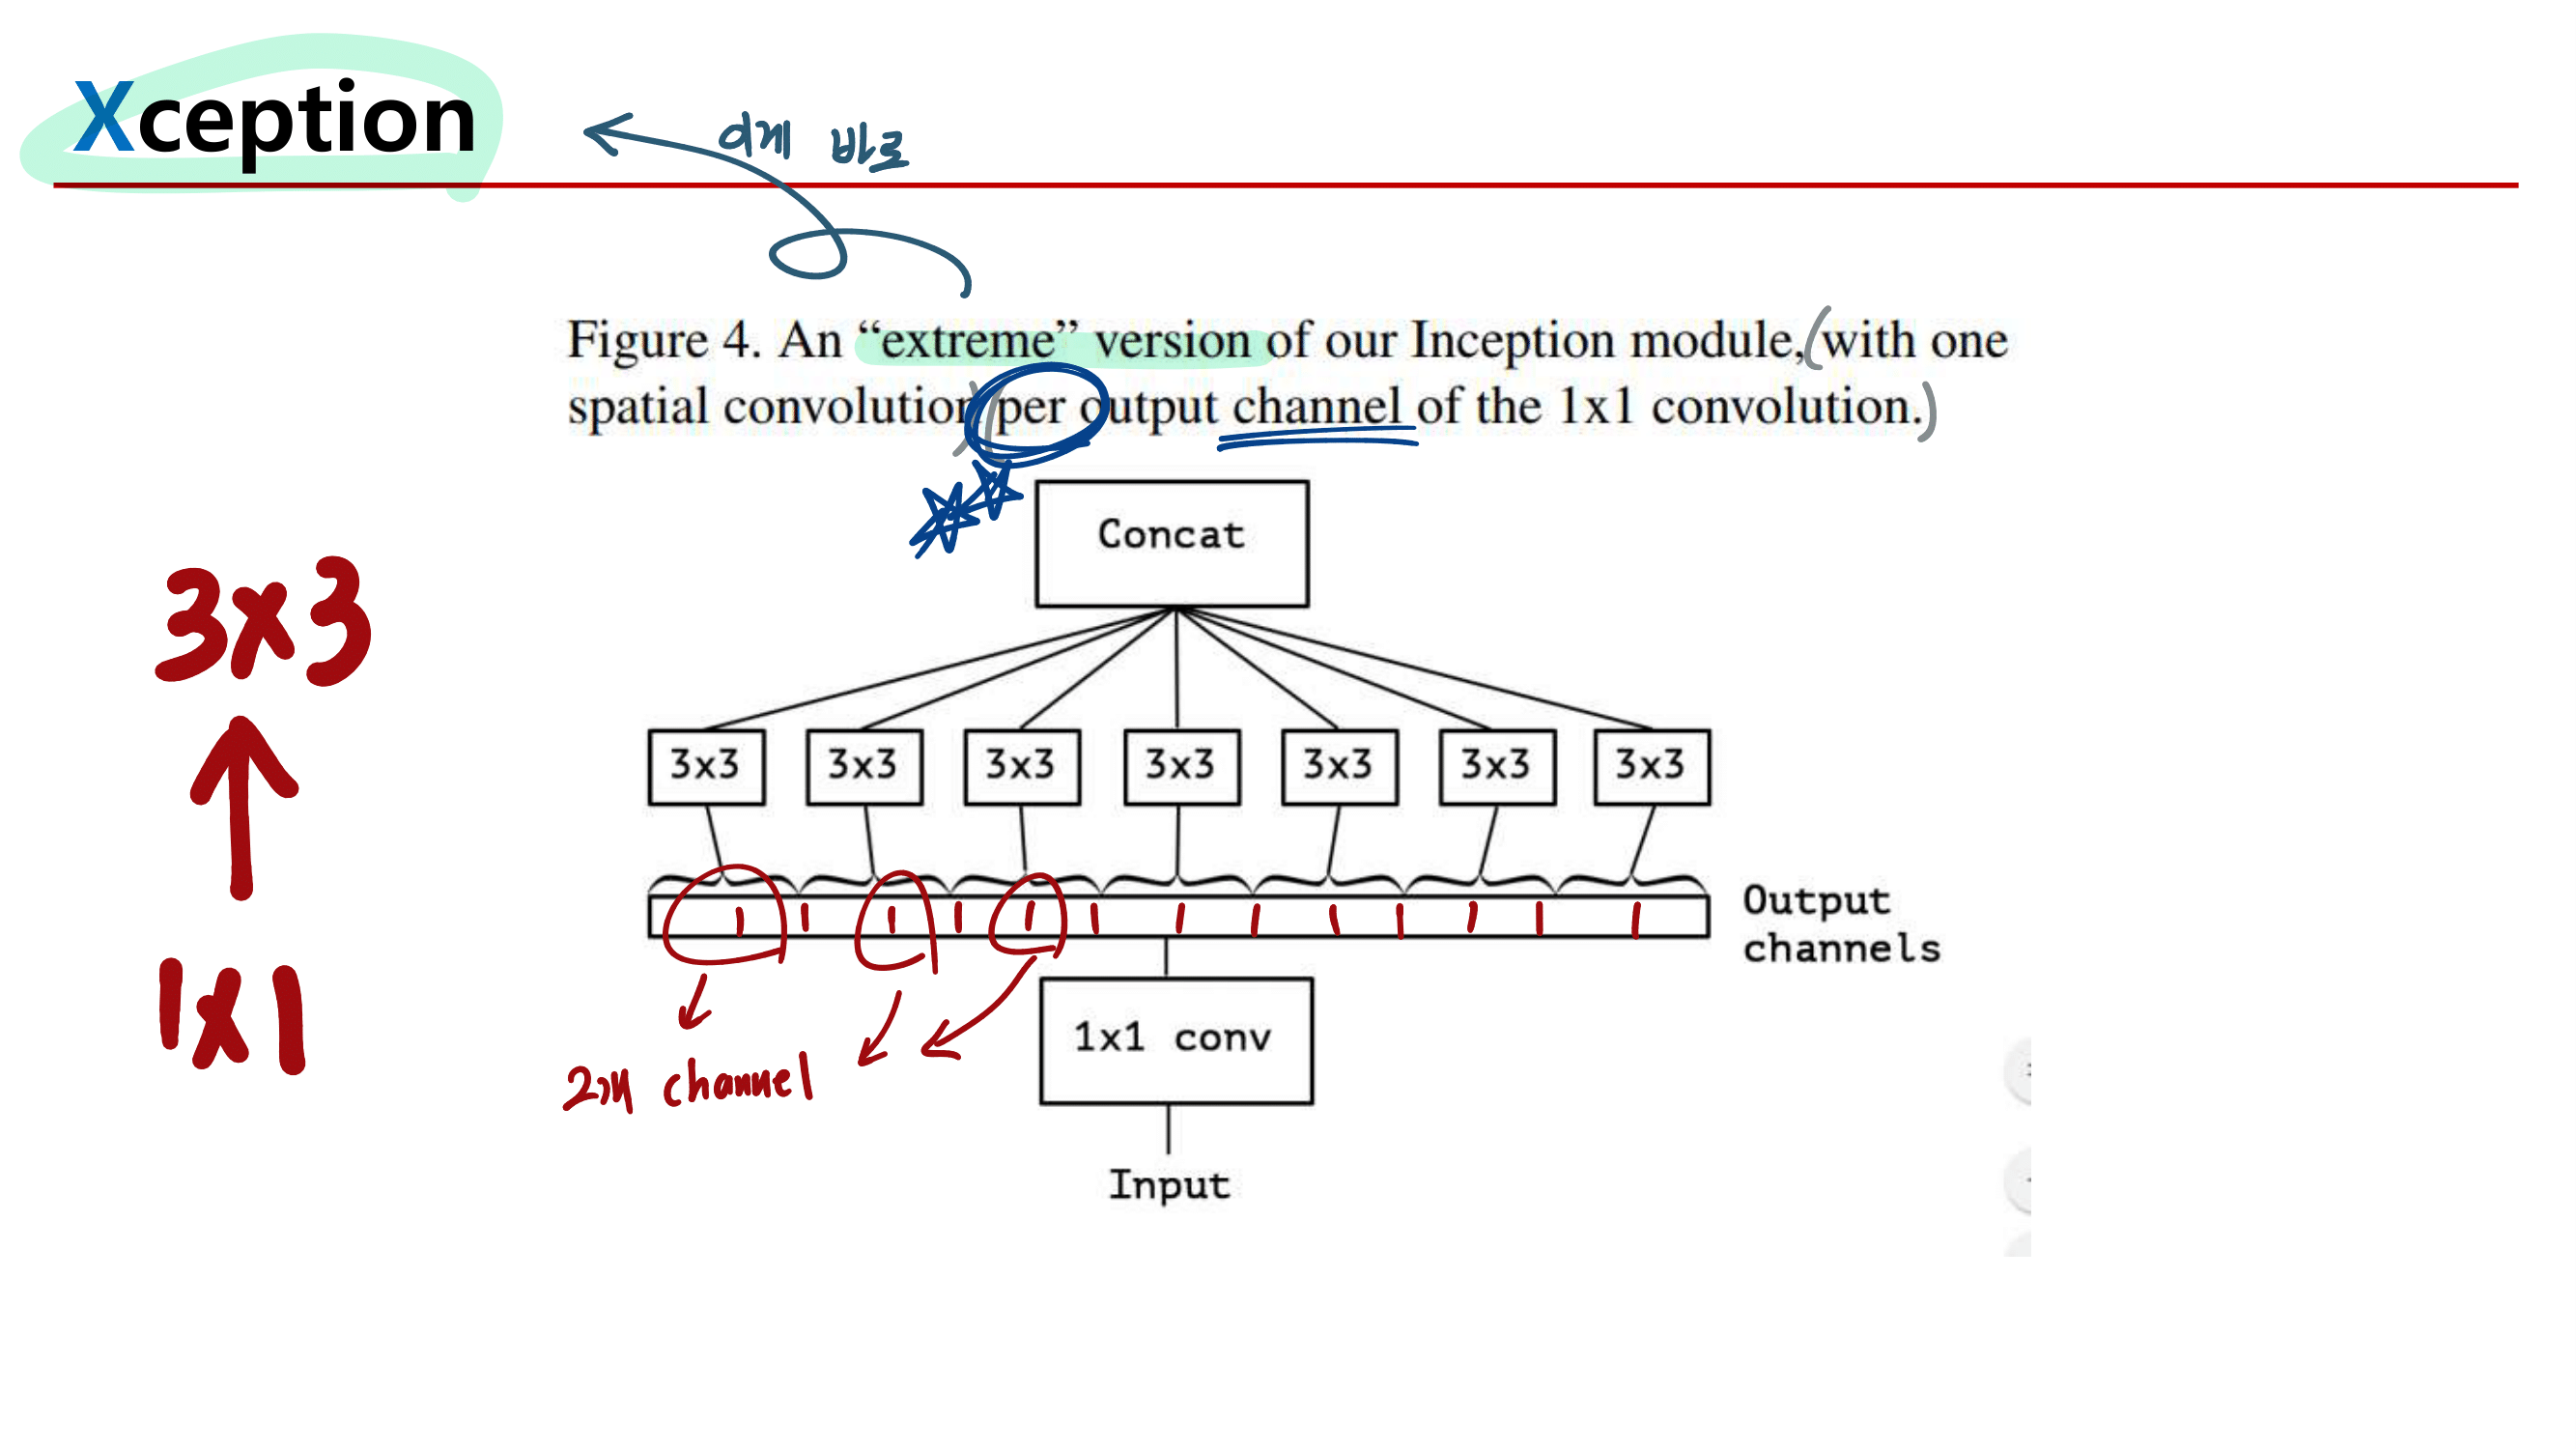 Xception
이게 바로
Figure 4. An “extreme” version of our Inception module, (with one
spatial convolution) (per output channel of the 1x1 convolution.)
Concat
3x3
3x3 3x3 3x3 3x3 3x3 3x3 3x3
Output
channels
1x1
1x1 conv
2개 channel
Input